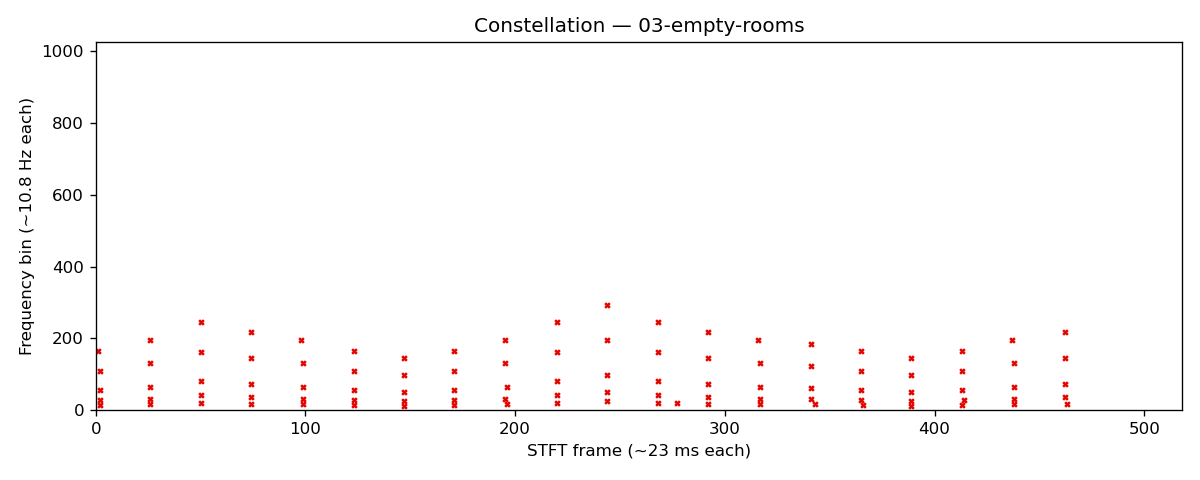 Constellation — 03-empty-rooms
Frequency bin (~10.8 Hz each)
1000
800
600
400
200
0
0 100 200 300 400 500
STFT frame (~23 ms each)